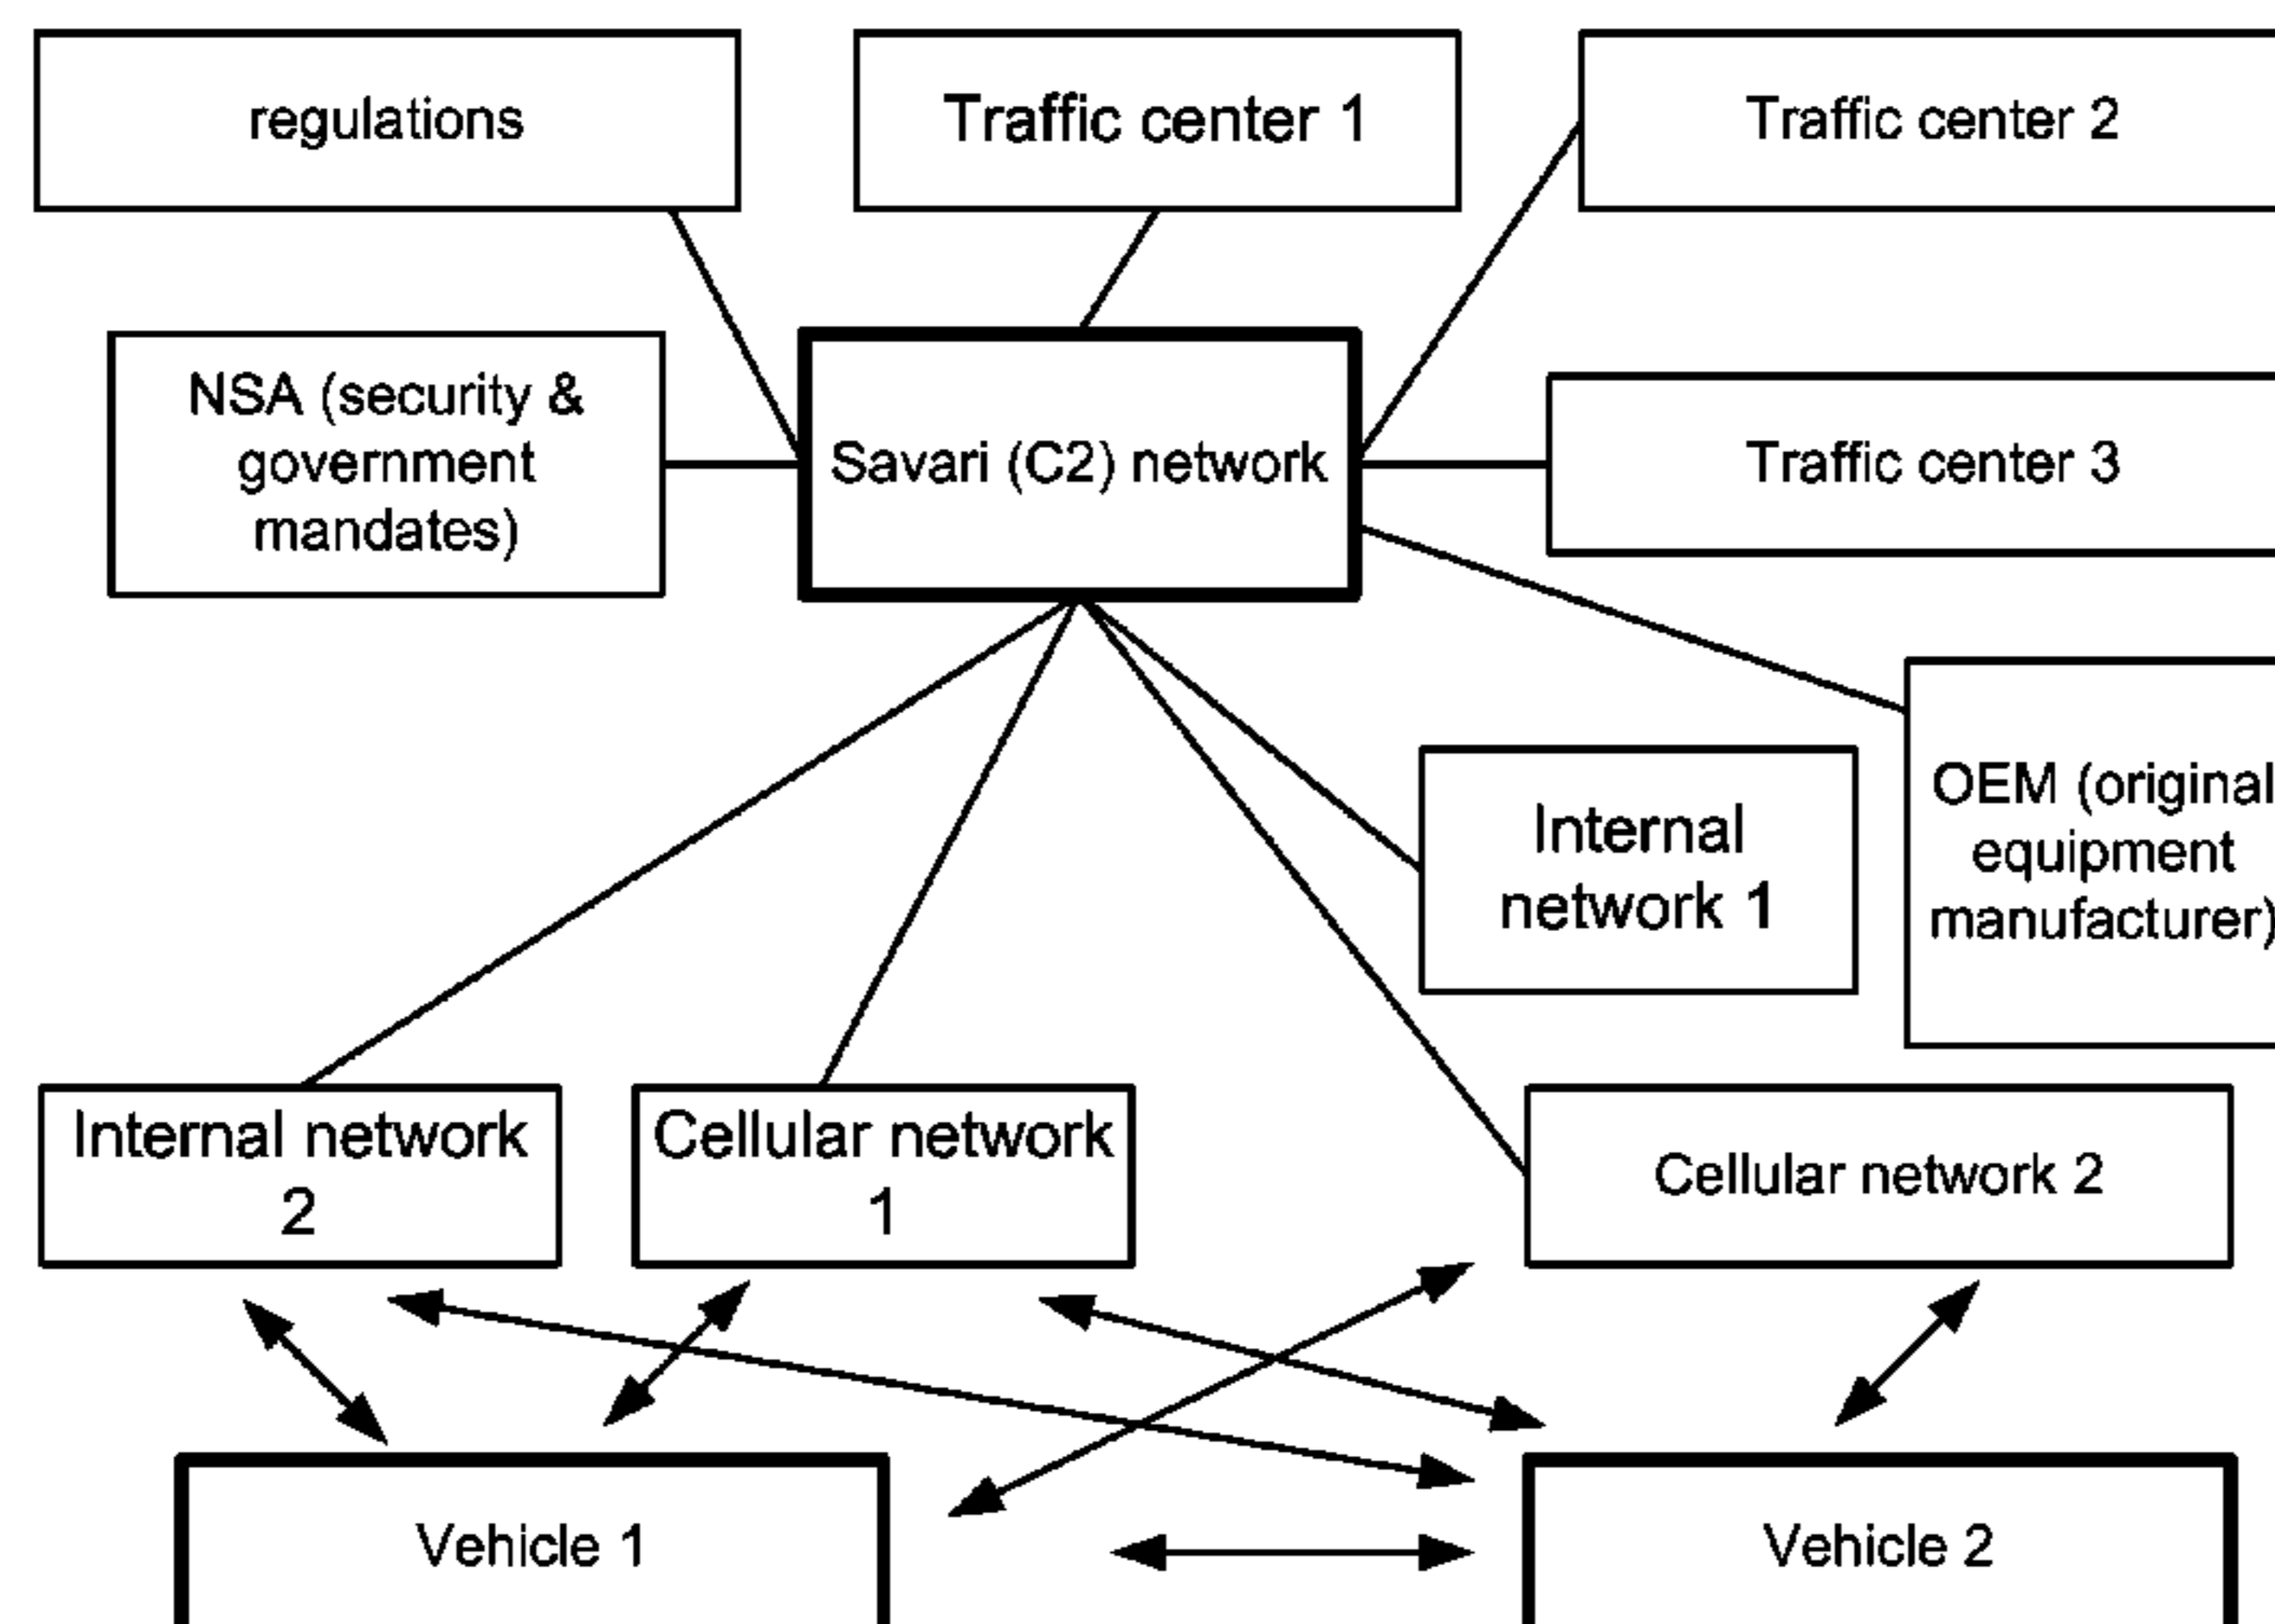 regulations
Traffic center 1
Traffic center 2
NSA (security &
government
mandates)
Savari (C2) network
Traffic center 3
Internal
network 1
OEM (original
equipment
manufacturer)
Internal network
2
Cellular network
1
Cellular network 2
Vehicle 1
Vehicle 2